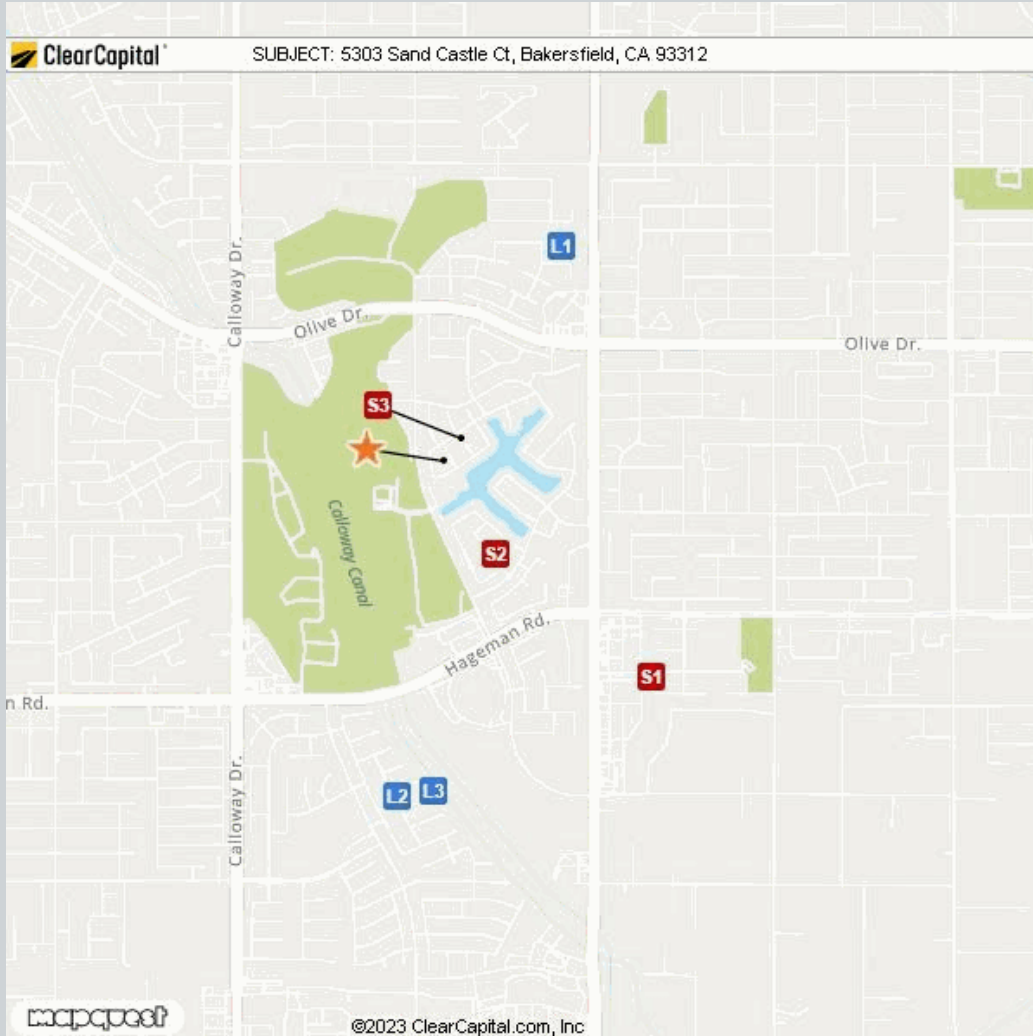 ClearCapital SUBJECT: 5303 Sand Castle Ct, Bakersfield, CA 93312
L1
Calloway Dr.
Olive Dr.
Olive Dr.
S3
Calloway Canal
S2
Hageman Rd.
S1
n Rd.
L2 L3
Calloway Dr.
mapquest ©2023 ClearCapital.com, Inc